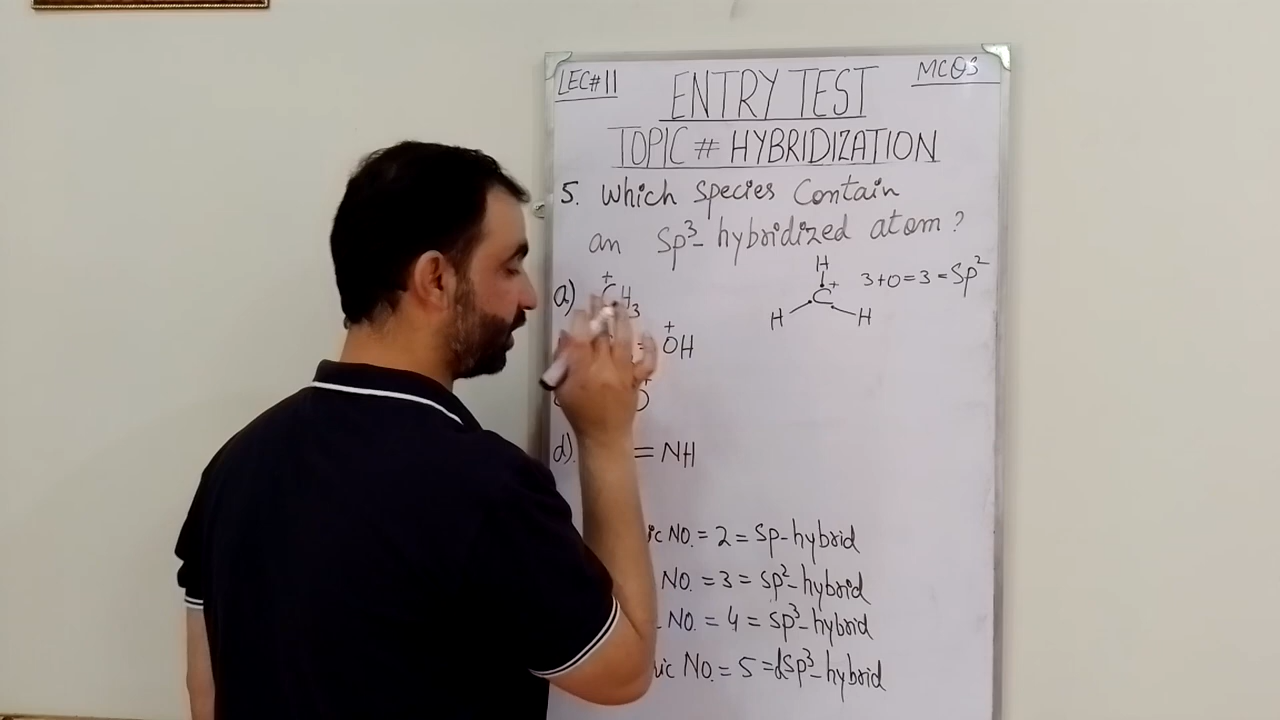 LEC#11
ENTRY TEST
MCQS
TOPIC # HYBRIDIZATION
5. Which Species Contain
an Sp³- hybridized atom?
a) +CH₃
H
C+
H H
3+0=3=Sp²
= +OH
d). = NH
ic NO. = 2 = Sp-hybrid
NO. = 3 = Sp²-hybrid
NO. = 4 = Sp³-hybrid
ric NO. = 5 = dSp³-hybrid